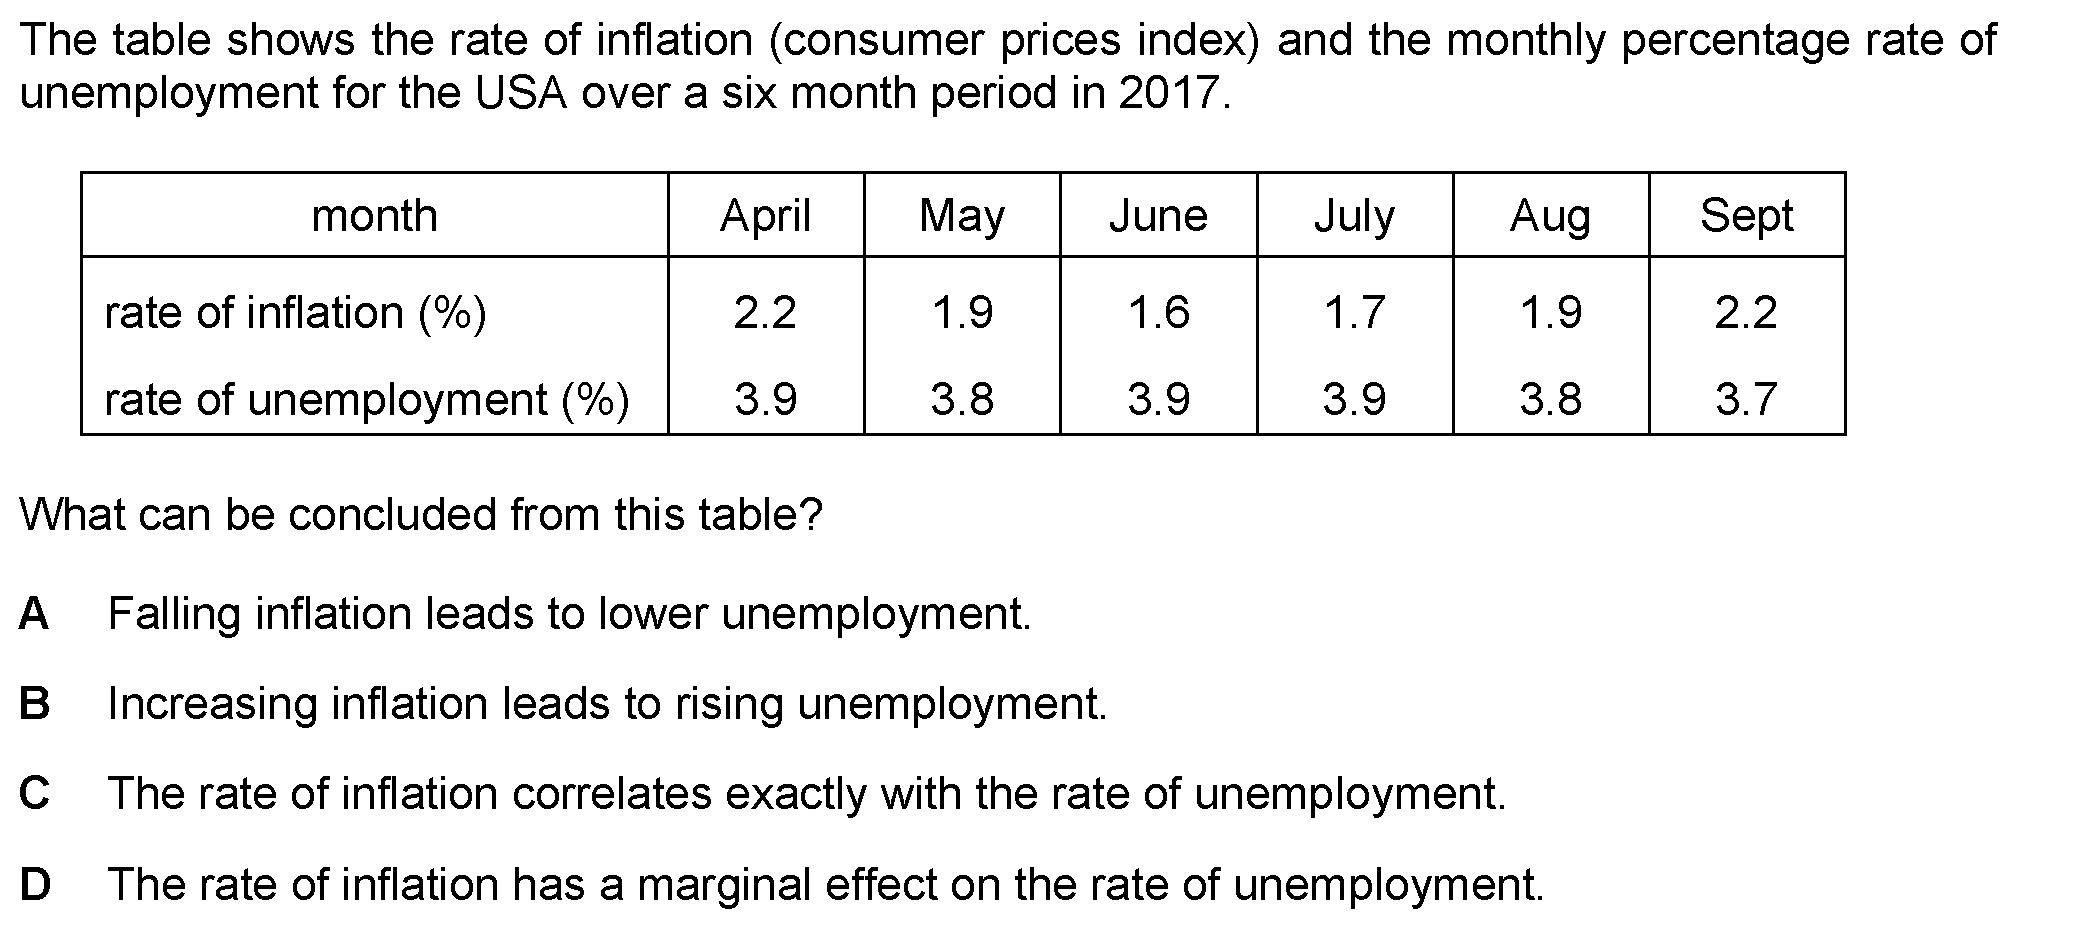 The table shows the rate of inflation (consumer prices index) and the monthly percentage rate of
unemployment for the USA over a six month period in 2017.
month April May June July Aug Sept
rate of inflation (%) 2.2 1.9 1.6 1.7 1.9 2.2
rate of unemployment (%) 3.9 3.8 3.9 3.9 3.8 3.7
What can be concluded from this table?
A Falling inflation leads to lower unemployment.
B Increasing inflation leads to rising unemployment.
C The rate of inflation correlates exactly with the rate of unemployment.
D The rate of inflation has a marginal effect on the rate of unemployment.